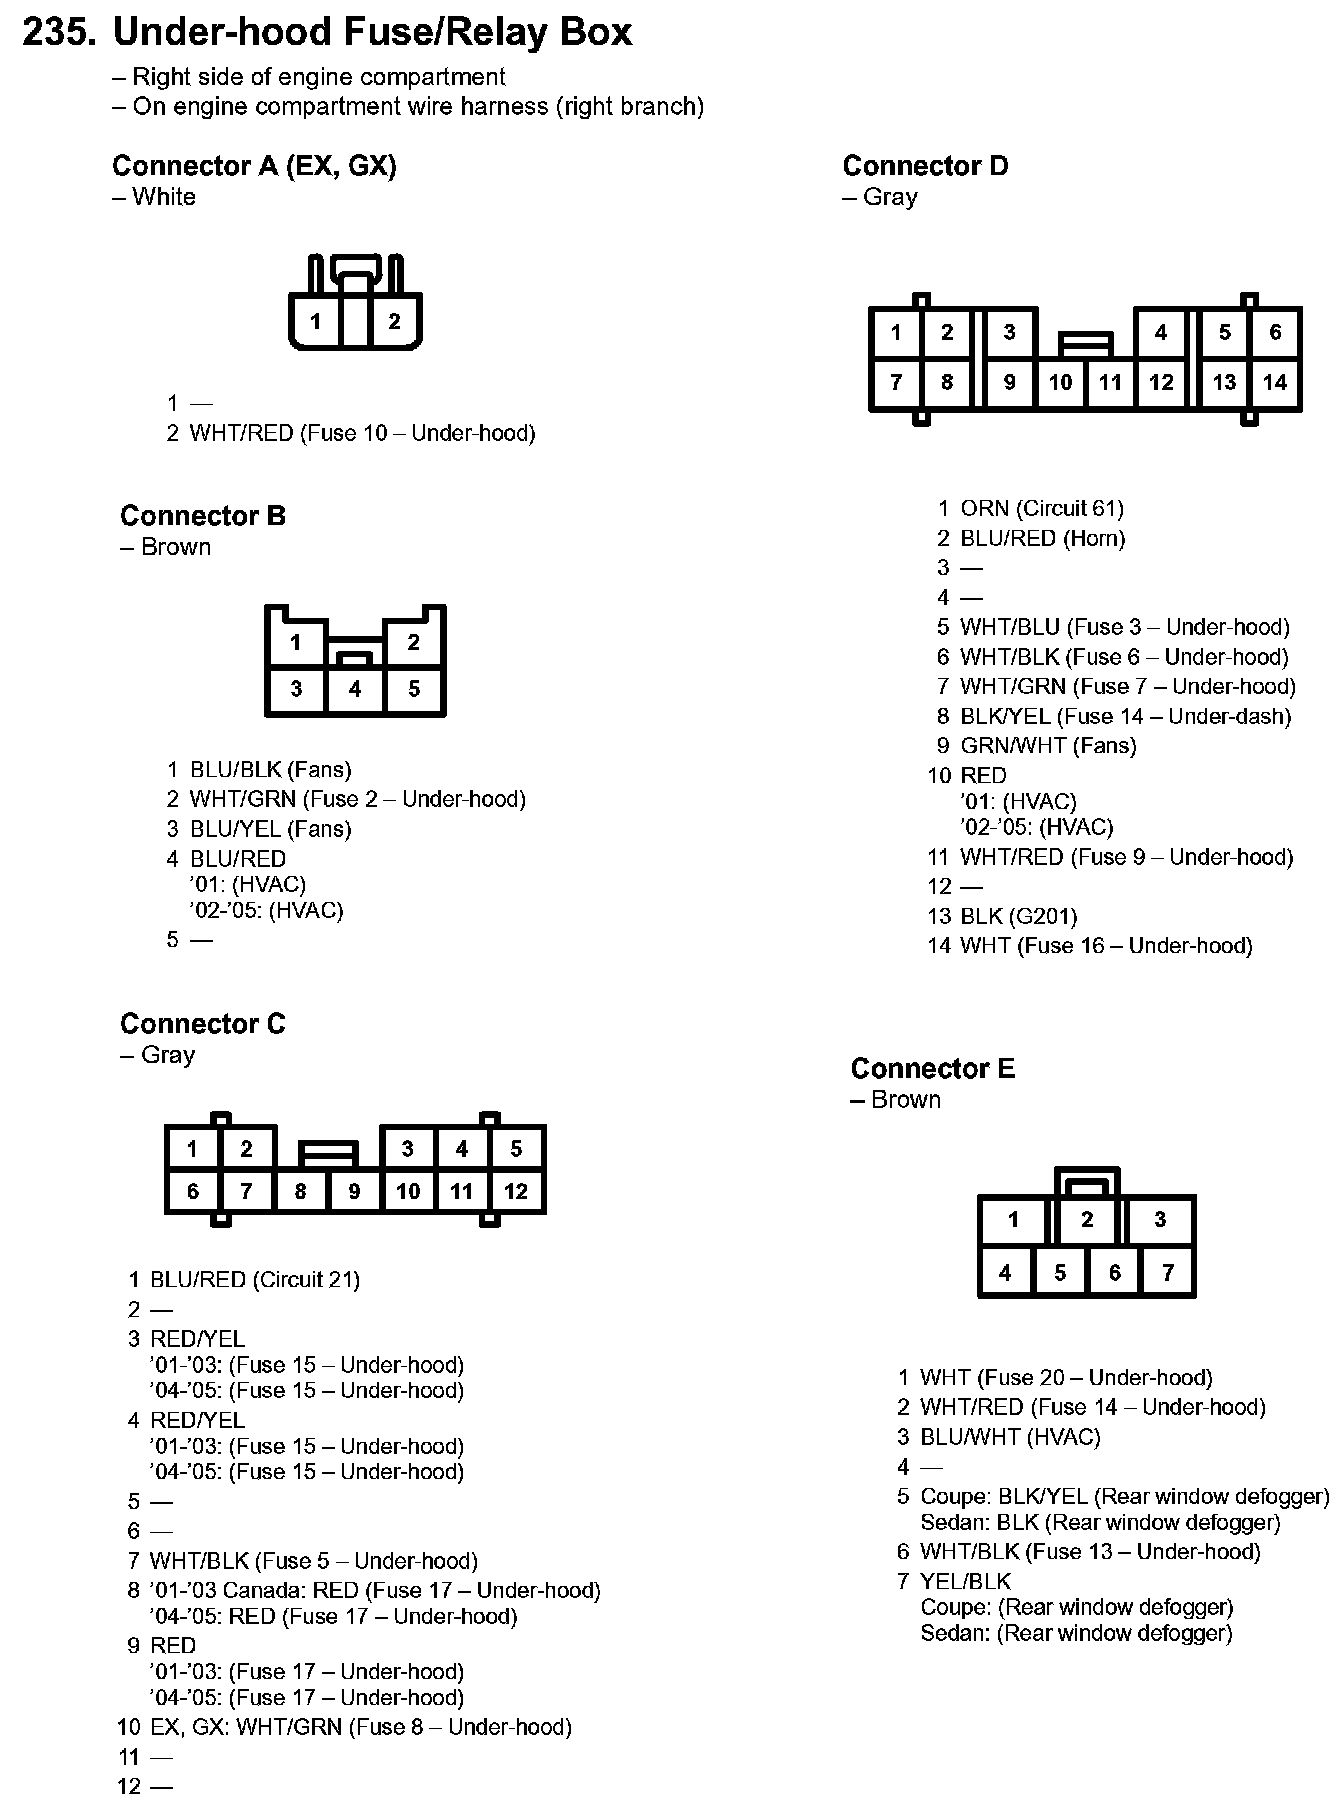 235. Under-hood Fuse/Relay Box
– Right side of engine compartment
– On engine compartment wire harness (right branch)
Connector A (EX, GX)
– White
1 2
1 —
2 WHT/RED (Fuse 10 – Under-hood)
Connector B
– Brown
1 2
3 4 5
1 BLU/BLK (Fans)
2 WHT/GRN (Fuse 2 – Under-hood)
3 BLU/YEL (Fans)
4 BLU/RED
’01: (HVAC)
’02-’05: (HVAC)
5 —
Connector C
– Gray
1 2 3 4 5
6 7 8 9 10 11 12
1 BLU/RED (Circuit 21)
2 —
3 RED/YEL
’01-’03: (Fuse 15 – Under-hood)
’04-’05: (Fuse 15 – Under-hood)
4 RED/YEL
’01-’03: (Fuse 15 – Under-hood)
’04-’05: (Fuse 15 – Under-hood)
5 —
6 —
7 WHT/BLK (Fuse 5 – Under-hood)
8 ’01-’03 Canada: RED (Fuse 17 – Under-hood)
’04-’05: RED (Fuse 17 – Under-hood)
9 RED
’01-’03: (Fuse 17 – Under-hood)
’04-’05: (Fuse 17 – Under-hood)
10 EX, GX: WHT/GRN (Fuse 8 – Under-hood)
11 —
12 —
Connector D
– Gray
1 2 3 4 5 6
7 8 9 10 11 12 13 14
1 ORN (Circuit 61)
2 BLU/RED (Horn)
3 —
4 —
5 WHT/BLU (Fuse 3 – Under-hood)
6 WHT/BLK (Fuse 6 – Under-hood)
7 WHT/GRN (Fuse 7 – Under-hood)
8 BLK/YEL (Fuse 14 – Under-dash)
9 GRN/WHT (Fans)
10 RED
’01: (HVAC)
’02-’05: (HVAC)
11 WHT/RED (Fuse 9 – Under-hood)
12 —
13 BLK (G201)
14 WHT (Fuse 16 – Under-hood)
Connector E
– Brown
1 2 3
4 5 6 7
1 WHT (Fuse 20 – Under-hood)
2 WHT/RED (Fuse 14 – Under-hood)
3 BLU/WHT (HVAC)
4 —
5 Coupe: BLK/YEL (Rear window defogger)
Sedan: BLK (Rear window defogger)
6 WHT/BLK (Fuse 13 – Under-hood)
7 YEL/BLK
Coupe: (Rear window defogger)
Sedan: (Rear window defogger)